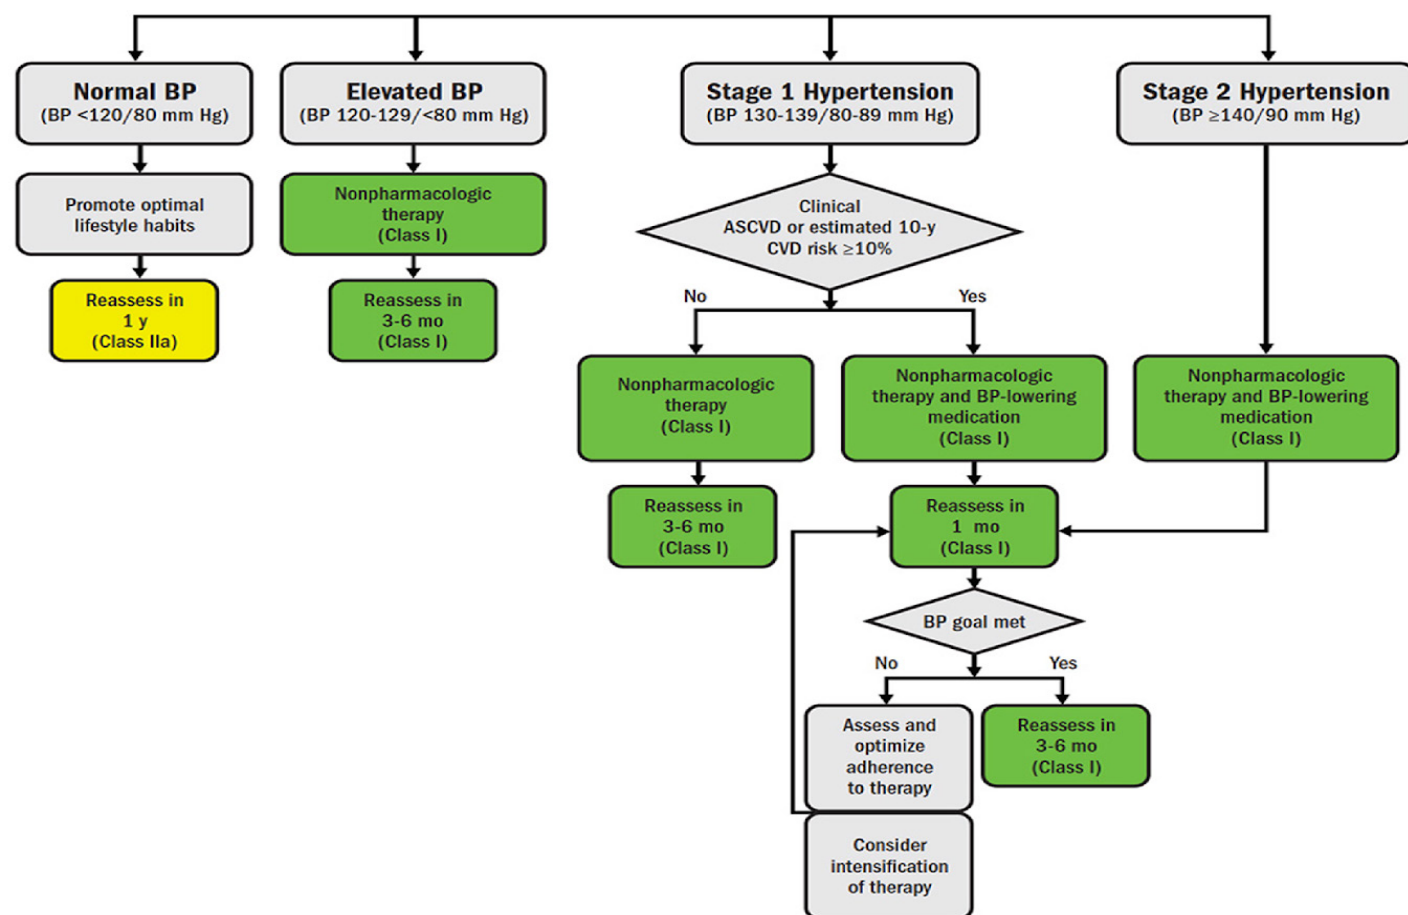 Normal BP
(BP <120/80 mm Hg)
Elevated BP
(BP 120-129/<80 mm Hg)
Stage 1 Hypertension
(BP 130-139/80-89 mm Hg)
Stage 2 Hypertension
(BP ≥140/90 mm Hg)
Promote optimal
lifestyle habits
Nonpharmacologic
therapy
(Class I)
Clinical
ASCVD or estimated 10-y
CVD risk ≥10%
Reassess in
1 y
(Class IIa)
Reassess in
3-6 mo
(Class I)
No
Yes
Nonpharmacologic
therapy
(Class I)
Nonpharmacologic
therapy and BP-lowering
medication
(Class I)
Nonpharmacologic
therapy and BP-lowering
medication
(Class I)
Reassess in
3-6 mo
(Class I)
Reassess in
1 mo
(Class I)
BP goal met
No
Yes
Assess and
optimize
adherence
to therapy
Reassess in
3-6 mo
(Class I)
Consider
intensification
of therapy